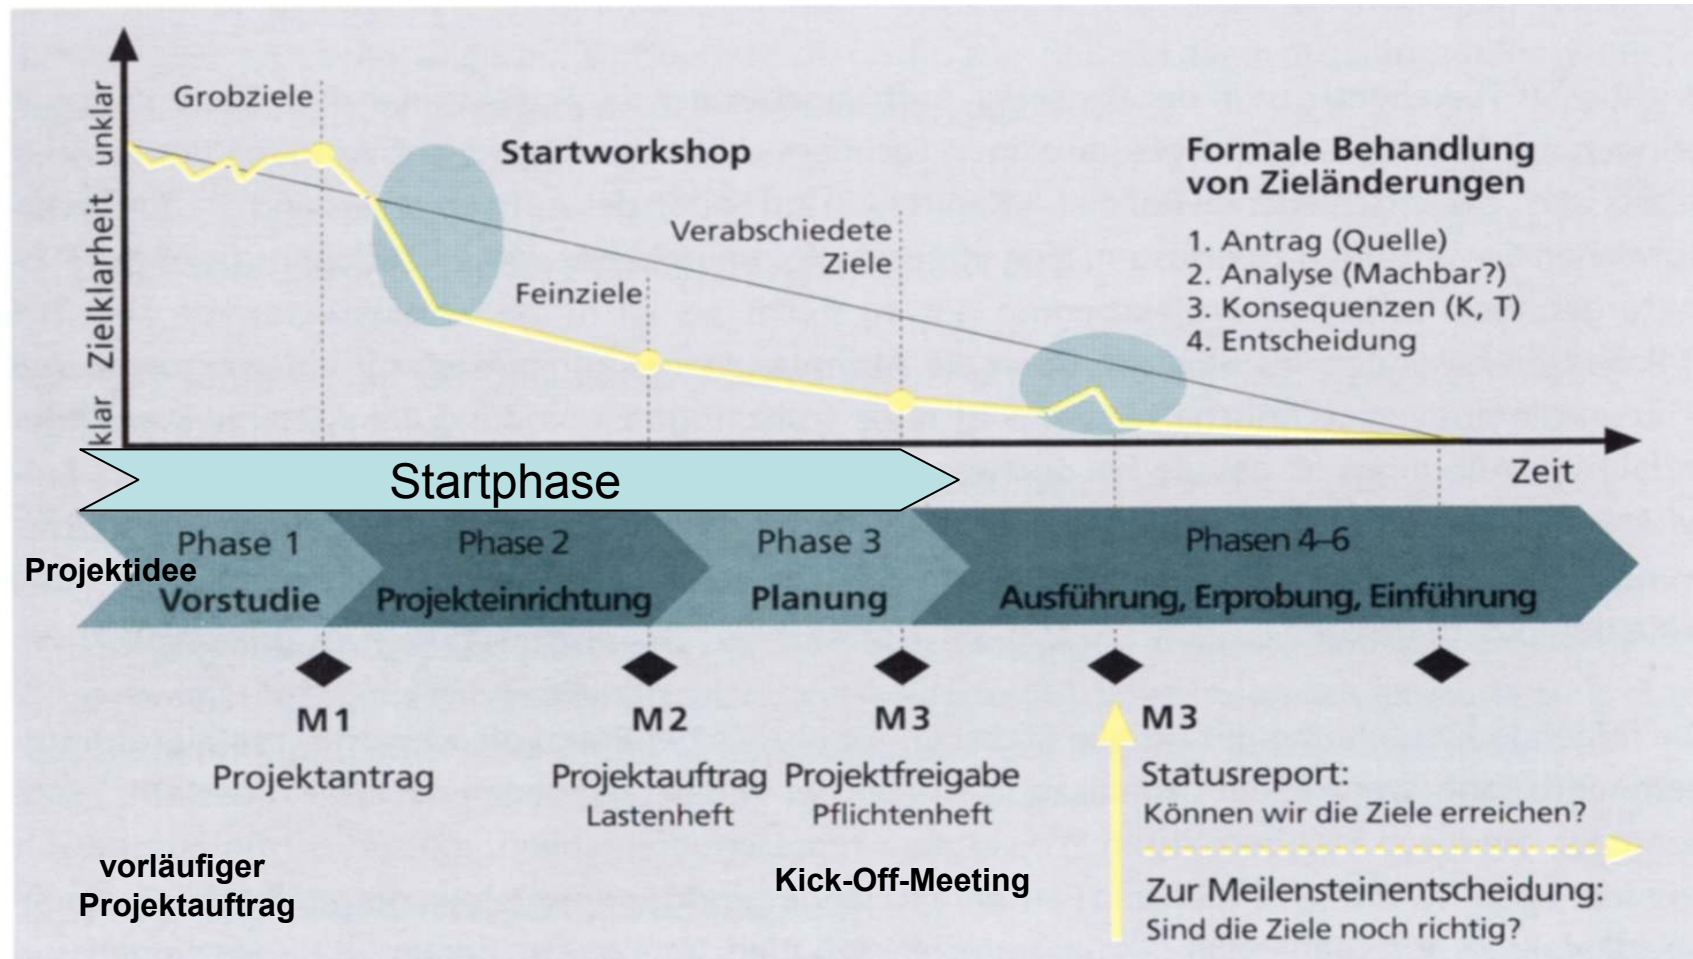 Zielklarheit unklar
klar
Grobziele
Startworkshop
Feinziele
Verabschiedete
Ziele
Formale Behandlung
von Zieländerungen
1. Antrag (Quelle)
2. Analyse (Machbar?)
3. Konsequenzen (K, T)
4. Entscheidung
Zeit
Startphase
Projektidee
Phase 1
Vorstudie
Phase 2
Projekteinrichtung
Phase 3
Planung
Phasen 4–6
Ausführung, Erprobung, Einführung
M1
Projektantrag
vorläufiger
Projektauftrag
M2
Projektauftrag
Lastenheft
M3
Projektfreigabe
Pflichtenheft
Kick-Off-Meeting
M3
Statusreport:
Können wir die Ziele erreichen?
Zur Meilensteinentscheidung:
Sind die Ziele noch richtig?